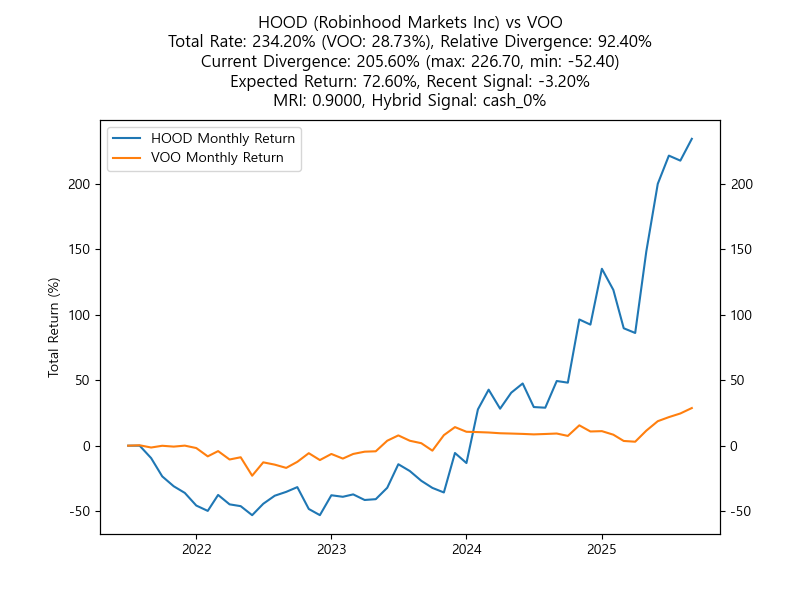 HOOD (Robinhood Markets Inc) vs VOO
Total Rate: 234.20% (VOO: 28.73%), Relative Divergence: 92.40%
Current Divergence: 205.60% (max: 226.70, min: -52.40)
Expected Return: 72.60%, Recent Signal: -3.20%
MRI: 0.9000, Hybrid Signal: cash_0%
HOOD Monthly Return
VOO Monthly Return
Total Return (%)
200
150
100
50
0
-50
200
150
100
50
0
-50
2022
2023
2024
2025